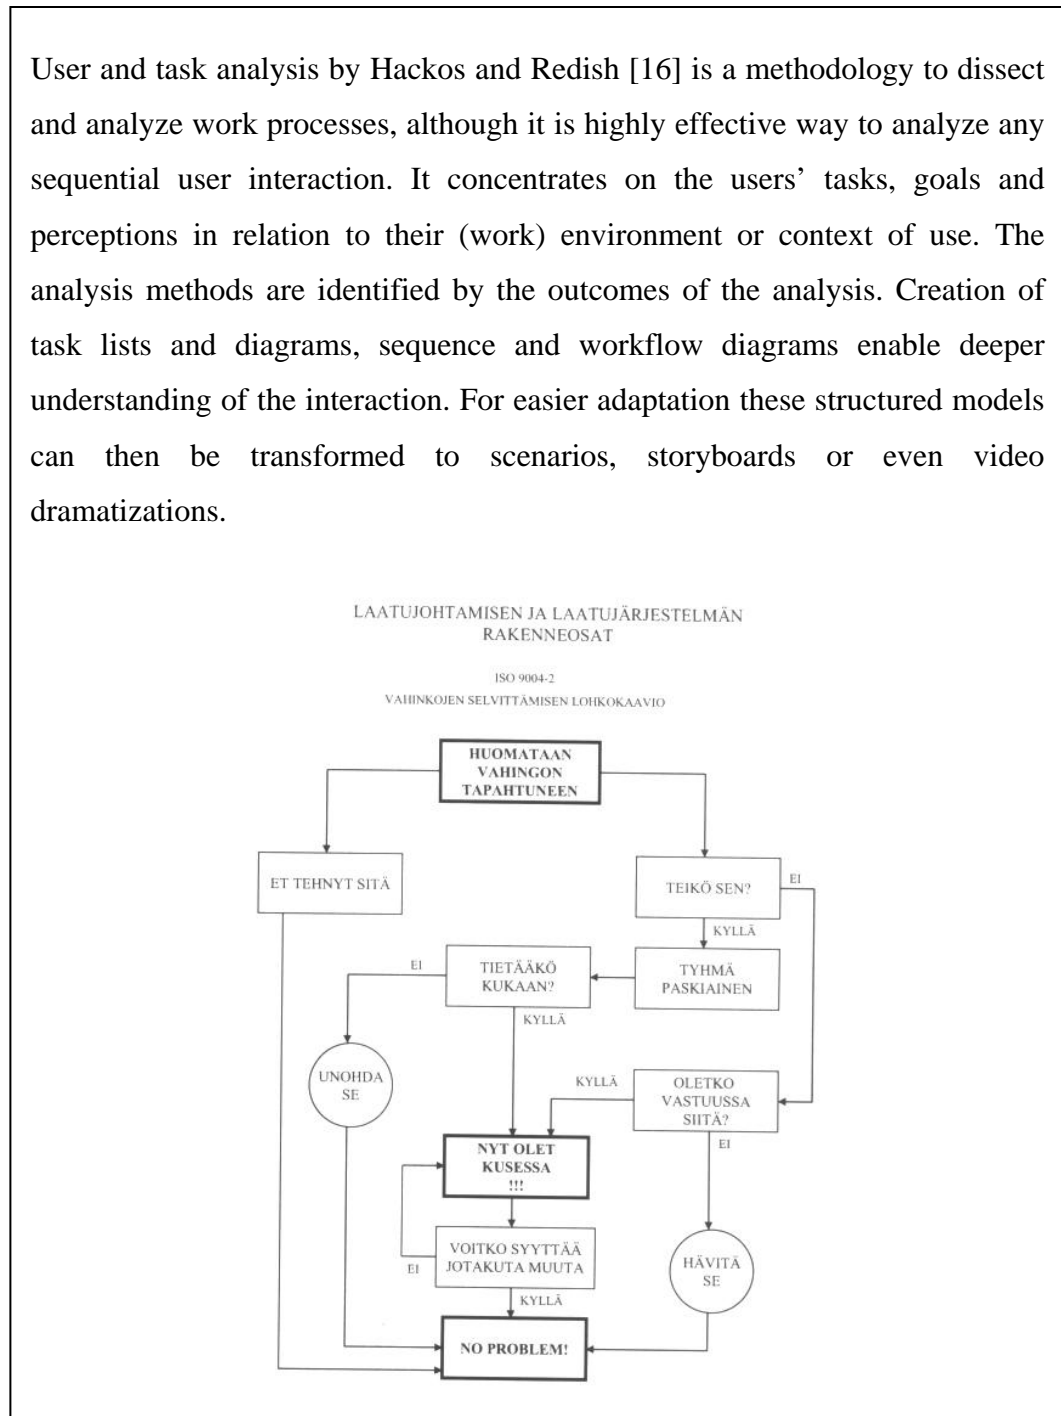 User and task analysis by Hackos and Redish [16] is a methodology to dissect
and analyze work processes, although it is highly effective way to analyze any
sequential user interaction. It concentrates on the users’ tasks, goals and
perceptions in relation to their (work) environment or context of use. The
analysis methods are identified by the outcomes of the analysis. Creation of
task lists and diagrams, sequence and workflow diagrams enable deeper
understanding of the interaction. For easier adaptation these structured models
can then be transformed to scenarios, storyboards or even video
dramatizations.
LAATUJOHTAMISEN JA LAATUJÄRJESTELMÄN
RAKENNEOSAT
ISO 9004-2
VAHINKOJEN SELVITTÄMISEN LOHKOKAAVIO
HUOMATAAN
VAHINGON
TAPAHTUNEEN
ET TEHNYT SITÄ
TEIKÖ SEN?
EI
KYLLÄ
EI
TIETÄÄKÖ
KUKAAN?
TYHMÄ
PASKIAINEN
KYLLÄ
UNOHDA
SE
KYLLÄ
OLETKO
VASTUUSSA
SIITÄ?
EI
NYT OLET
KUSESSA
!!!
VOITKO SYYTTÄÄ
JOTAKUTA MUUTA
EI
HÄVITÄ
SE
KYLLÄ
NO PROBLEM!